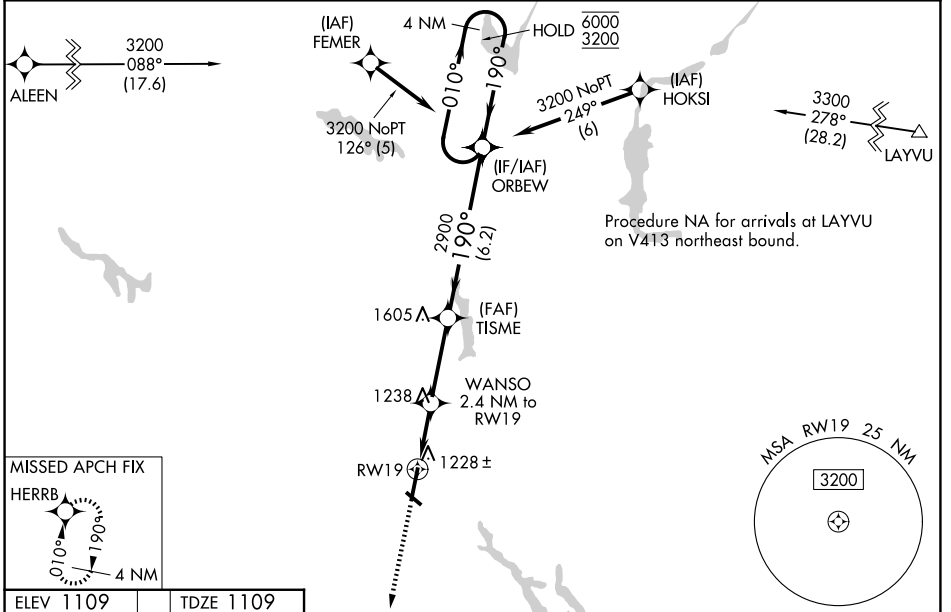 3200
088°
(17.6)
ALEEN
(IAF)
FEMER
3200 NoPT
126° (5)
4 NM
HOLD
6000
3200
010°
190°
3200 NoPT
249°
(6)
(IAF)
HOKSI
3300
278°
(28.2)
LAYVU
(IF/IAF)
ORBEW
Procedure NA for arrivals at LAYVU
on V413 northeast bound.
2900
190°
(6.2)
1605
(FAF)
TISME
1238
WANSO
2.4 NM to
RW19
RW19
1228 ±
MSA RW19 25 NM
3200
MISSED APCH FIX
HERRB
010°
190°
4 NM
ELEV 1109
TDZE 1109